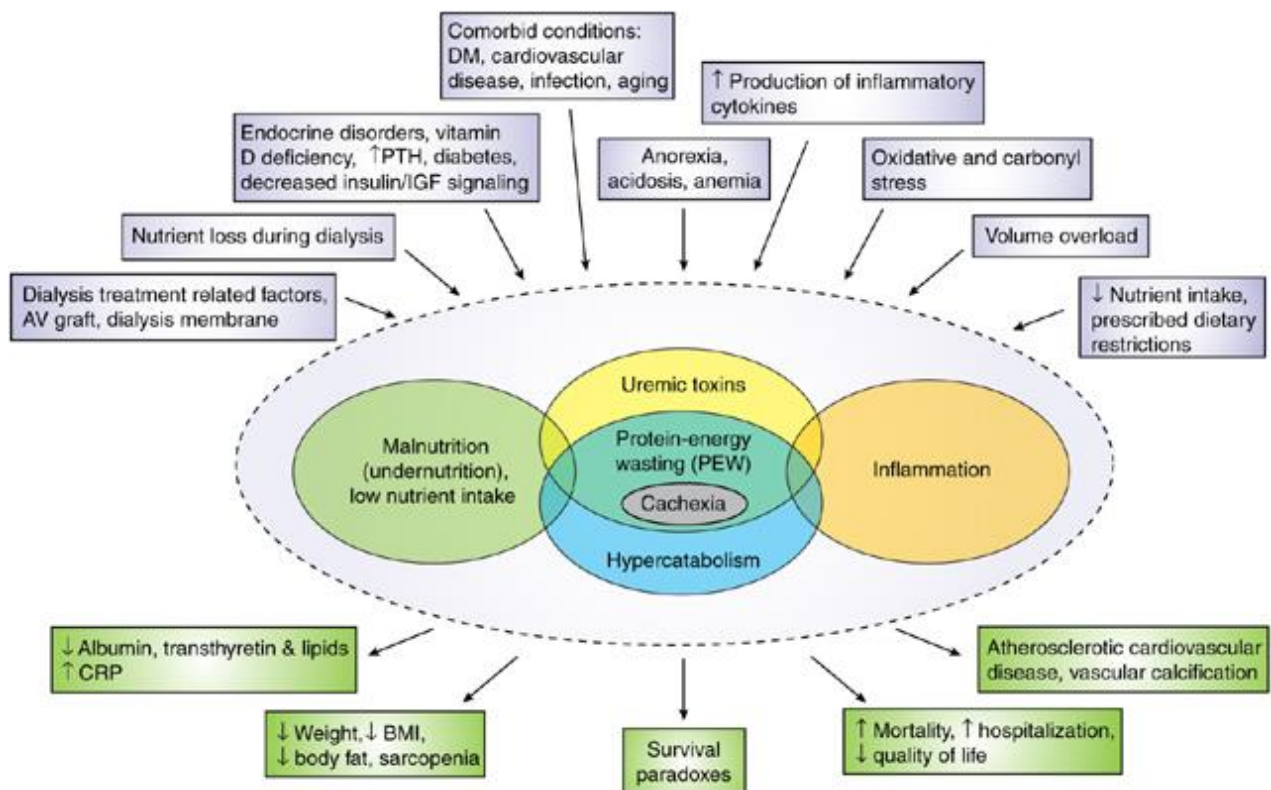 Comorbid conditions:
DM, cardiovascular
disease, infection, aging
↑ Production of inflammatory
cytokines
Endocrine disorders, vitamin
D deficiency, ↑PTH, diabetes,
decreased insulin/IGF signaling
Anorexia,
acidosis, anemia
Oxidative and carbonyl
stress
Nutrient loss during dialysis
Volume overload
Dialysis treatment related factors,
AV graft, dialysis membrane
↓ Nutrient intake,
prescribed dietary
restrictions
Uremic toxins
Malnutrition
(undernutrition),
low nutrient intake
Protein-energy
wasting (PEW)
Cachexia
Inflammation
Hypercatabolism
↓ Albumin, transthyretin & lipids
↑ CRP
↓ Weight, ↓ BMI,
↓ body fat, sarcopenia
Survival
paradoxes
↑ Mortality, ↑ hospitalization,
↓ quality of life
Atherosclerotic cardiovascular
disease, vascular calcification